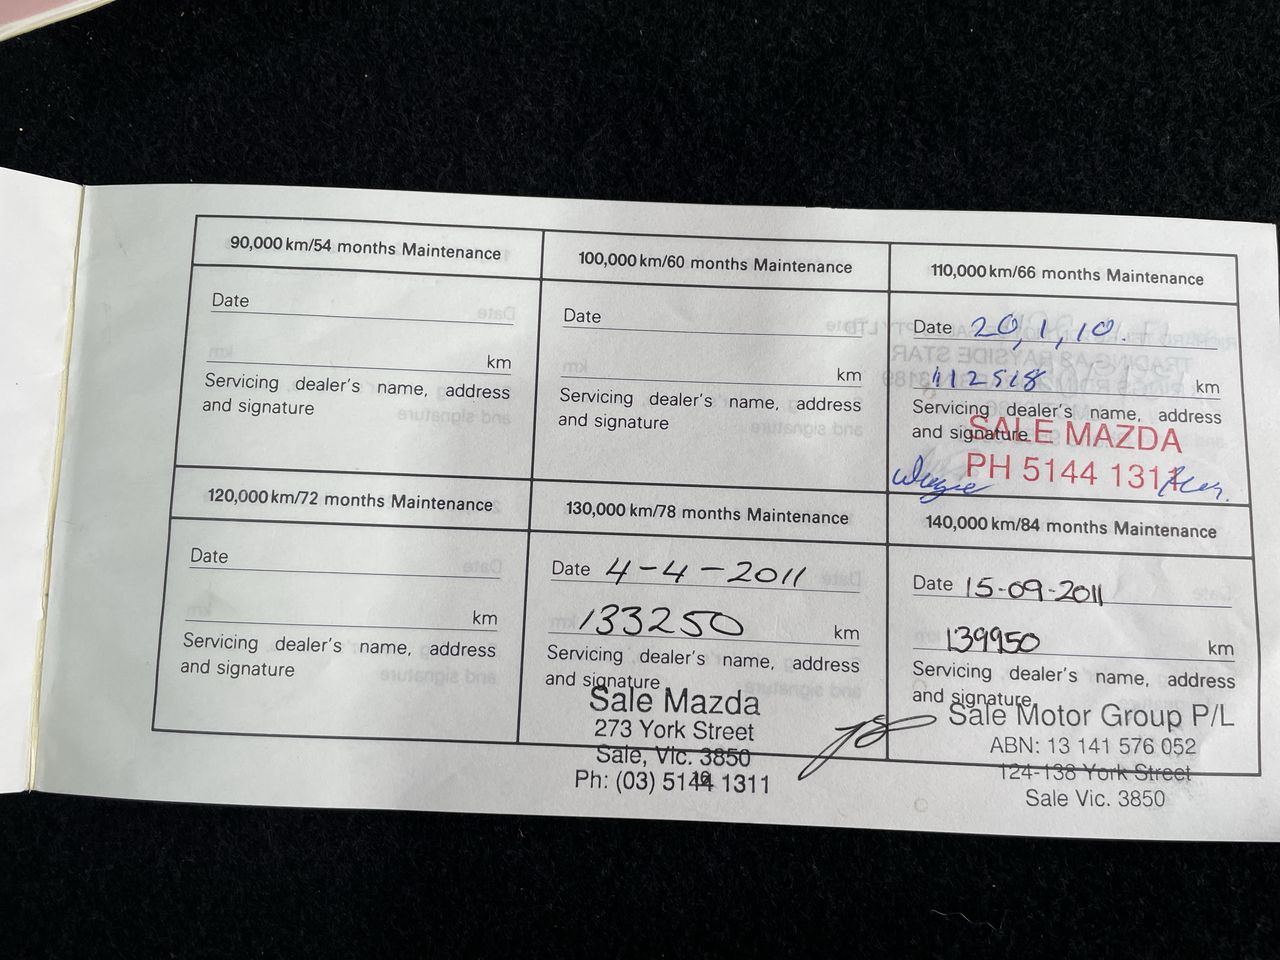 90,000 km/54 months Maintenance
Date
km
Servicing dealer's name, address
and signature
100,000 km/60 months Maintenance
Date
km
Servicing dealer's name, address
and signature
110,000 km/66 months Maintenance
Date 20,1,10.
112518 km
Servicing dealer's name, address
and signature
SALE MAZDA
PH 5144 1311
120,000 km/72 months Maintenance
Date
km
Servicing dealer's name, address
and signature
130,000 km/78 months Maintenance
Date 4-4-2011
133250 km
Servicing dealer's name, address
and signature
Sale Mazda
273 York Street
Sale, Vic. 3850
Ph: (03) 5144 1311
140,000 km/84 months Maintenance
Date 15-09-2011
139950 km
Servicing dealer's name, address
and signature
Sale Motor Group P/L
ABN: 13 141 576 052
124-138 York Street
Sale Vic. 3850